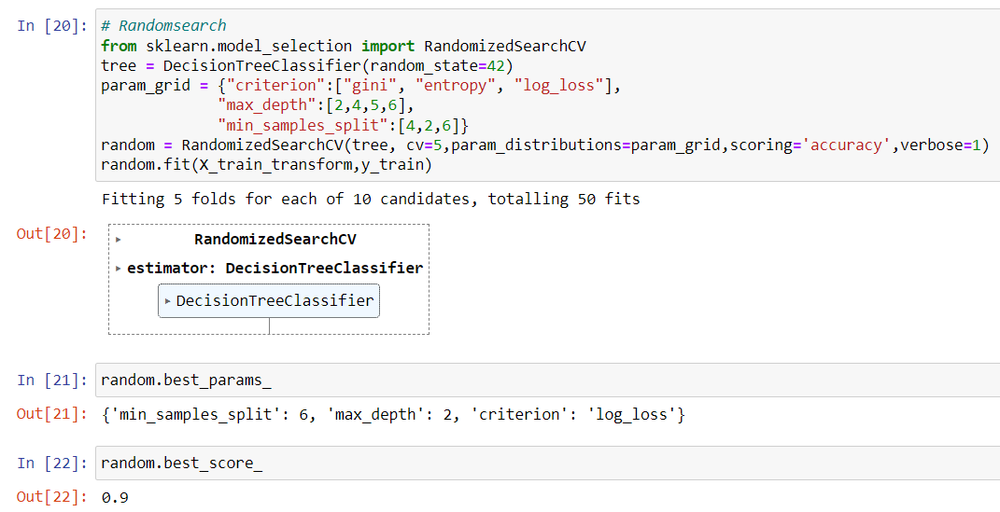 In [20]: # Randomsearch
from sklearn.model_selection import RandomizedSearchCV
tree = DecisionTreeClassifier(random_state=42)
param_grid = {"criterion":["gini", "entropy", "log_loss"],
"max_depth":[2,4,5,6],
"min_samples_split":[4,2,6]}
random = RandomizedSearchCV(tree, cv=5,param_distributions=param_grid,scoring='accuracy',verbose=1)
random.fit(X_train_transform,y_train)
Fitting 5 folds for each of 10 candidates, totalling 50 fits
Out[20]: ▸ RandomizedSearchCV
▸ estimator: DecisionTreeClassifier
▸ DecisionTreeClassifier
In [21]: random.best_params_
Out[21]: {'min_samples_split': 6, 'max_depth': 2, 'criterion': 'log_loss'}
In [22]: random.best_score_
Out[22]: 0.9